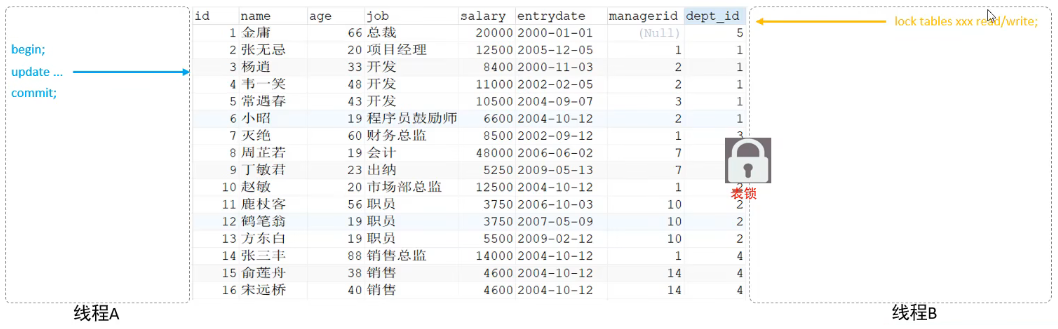 id name age job salary entrydate managerid dept_id
1 金庸 66 总裁 20000 2000-01-01 (Null) 5
2 张无忌 20 项目经理 12500 2005-12-05 1 1
3 杨逍 33 开发 8400 2000-11-03 2 1
4 韦一笑 48 开发 11000 2002-02-05 2 1
5 常遇春 43 开发 10500 2004-09-07 3 1
6 小昭 19 程序员鼓励师 6600 2004-10-12 2 1
7 灭绝 60 财务总监 8500 2002-09-12 1 3
8 周芷若 19 会计 48000 2006-06-02 7
9 丁敏君 23 出纳 5250 2009-05-13 7
10 赵敏 20 市场部总监 12500 2004-10-12 1 2
11 鹿杖客 56 职员 3750 2006-10-03 10 2
12 鹤笔翁 19 职员 3750 2007-05-09 10 2
13 方东白 19 职员 5500 2009-02-12 10 2
14 张三丰 88 销售总监 14000 2004-10-12 1 4
15 俞莲舟 38 销售 4600 2004-10-12 14 4
16 宋远桥 40 销售 4600 2004-10-12 14 4
begin;
update ...
commit;
线程A
lock tables xxx read/write;
表锁
线程B